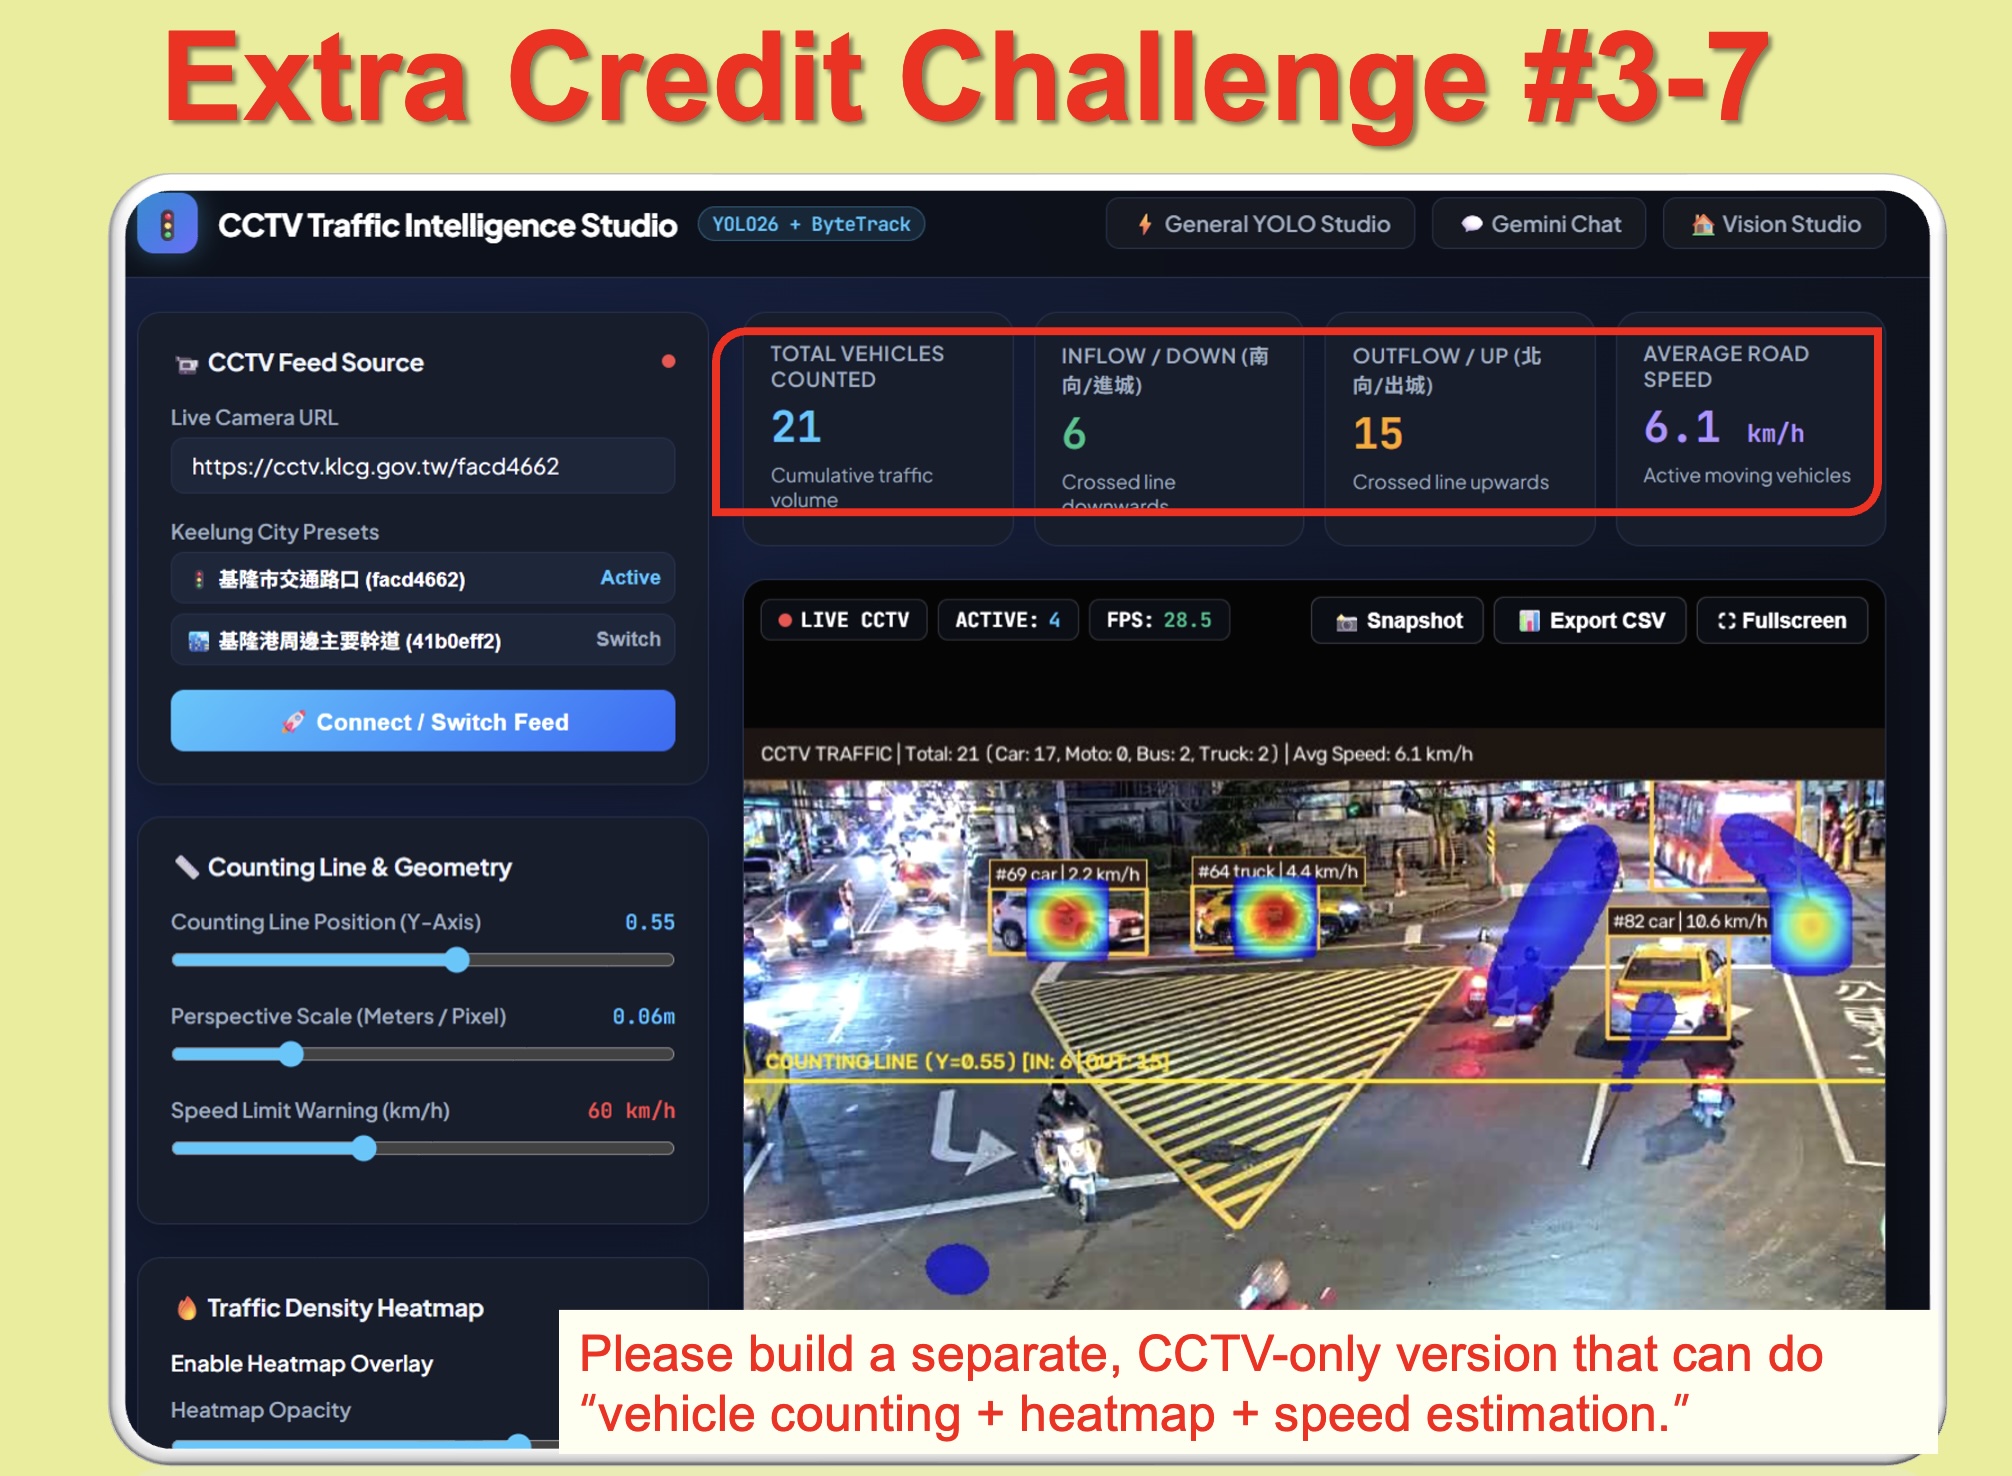 Extra Credit Challenge #3-7
CCTV Traffic Intelligence Studio
YOLO26 + ByteTrack
General YOLO Studio
Gemini Chat
Vision Studio
CCTV Feed Source
Live Camera URL
https://cctv.klcg.gov.tw/facd4662
Keelung City Presets
基隆市交通路口 (facd4662)
Active
基隆港周邊主要幹道 (41b0eff2)
Switch
Connect / Switch Feed
Counting Line & Geometry
Counting Line Position (Y-Axis)
0.55
Perspective Scale (Meters / Pixel)
0.06m
Speed Limit Warning (km/h)
60 km/h
Traffic Density Heatmap
Enable Heatmap Overlay
Heatmap Opacity
TOTAL VEHICLES
COUNTED
21
Cumulative traffic
volume
INFLOW / DOWN (南
向/進城)
6
Crossed line
downwards
OUTFLOW / UP (北
向/出城)
15
Crossed line upwards
AVERAGE ROAD
SPEED
6.1 km/h
Active moving vehicles
LIVE CCTV
ACTIVE: 4
FPS: 28.5
Snapshot
Export CSV
Fullscreen
CCTV TRAFFIC | Total: 21 (Car: 17, Moto: 0, Bus: 2, Truck: 2) | Avg Speed: 6.1 km/h
#69 car | 2.2 km/h
#64 truck | 4.4 km/h
#82 car | 10.6 km/h
COUNTING LINE (Y=0.55) [IN: 6 | OUT: 15]
Please build a separate, CCTV-only version that can do
“vehicle counting + heatmap + speed estimation.”